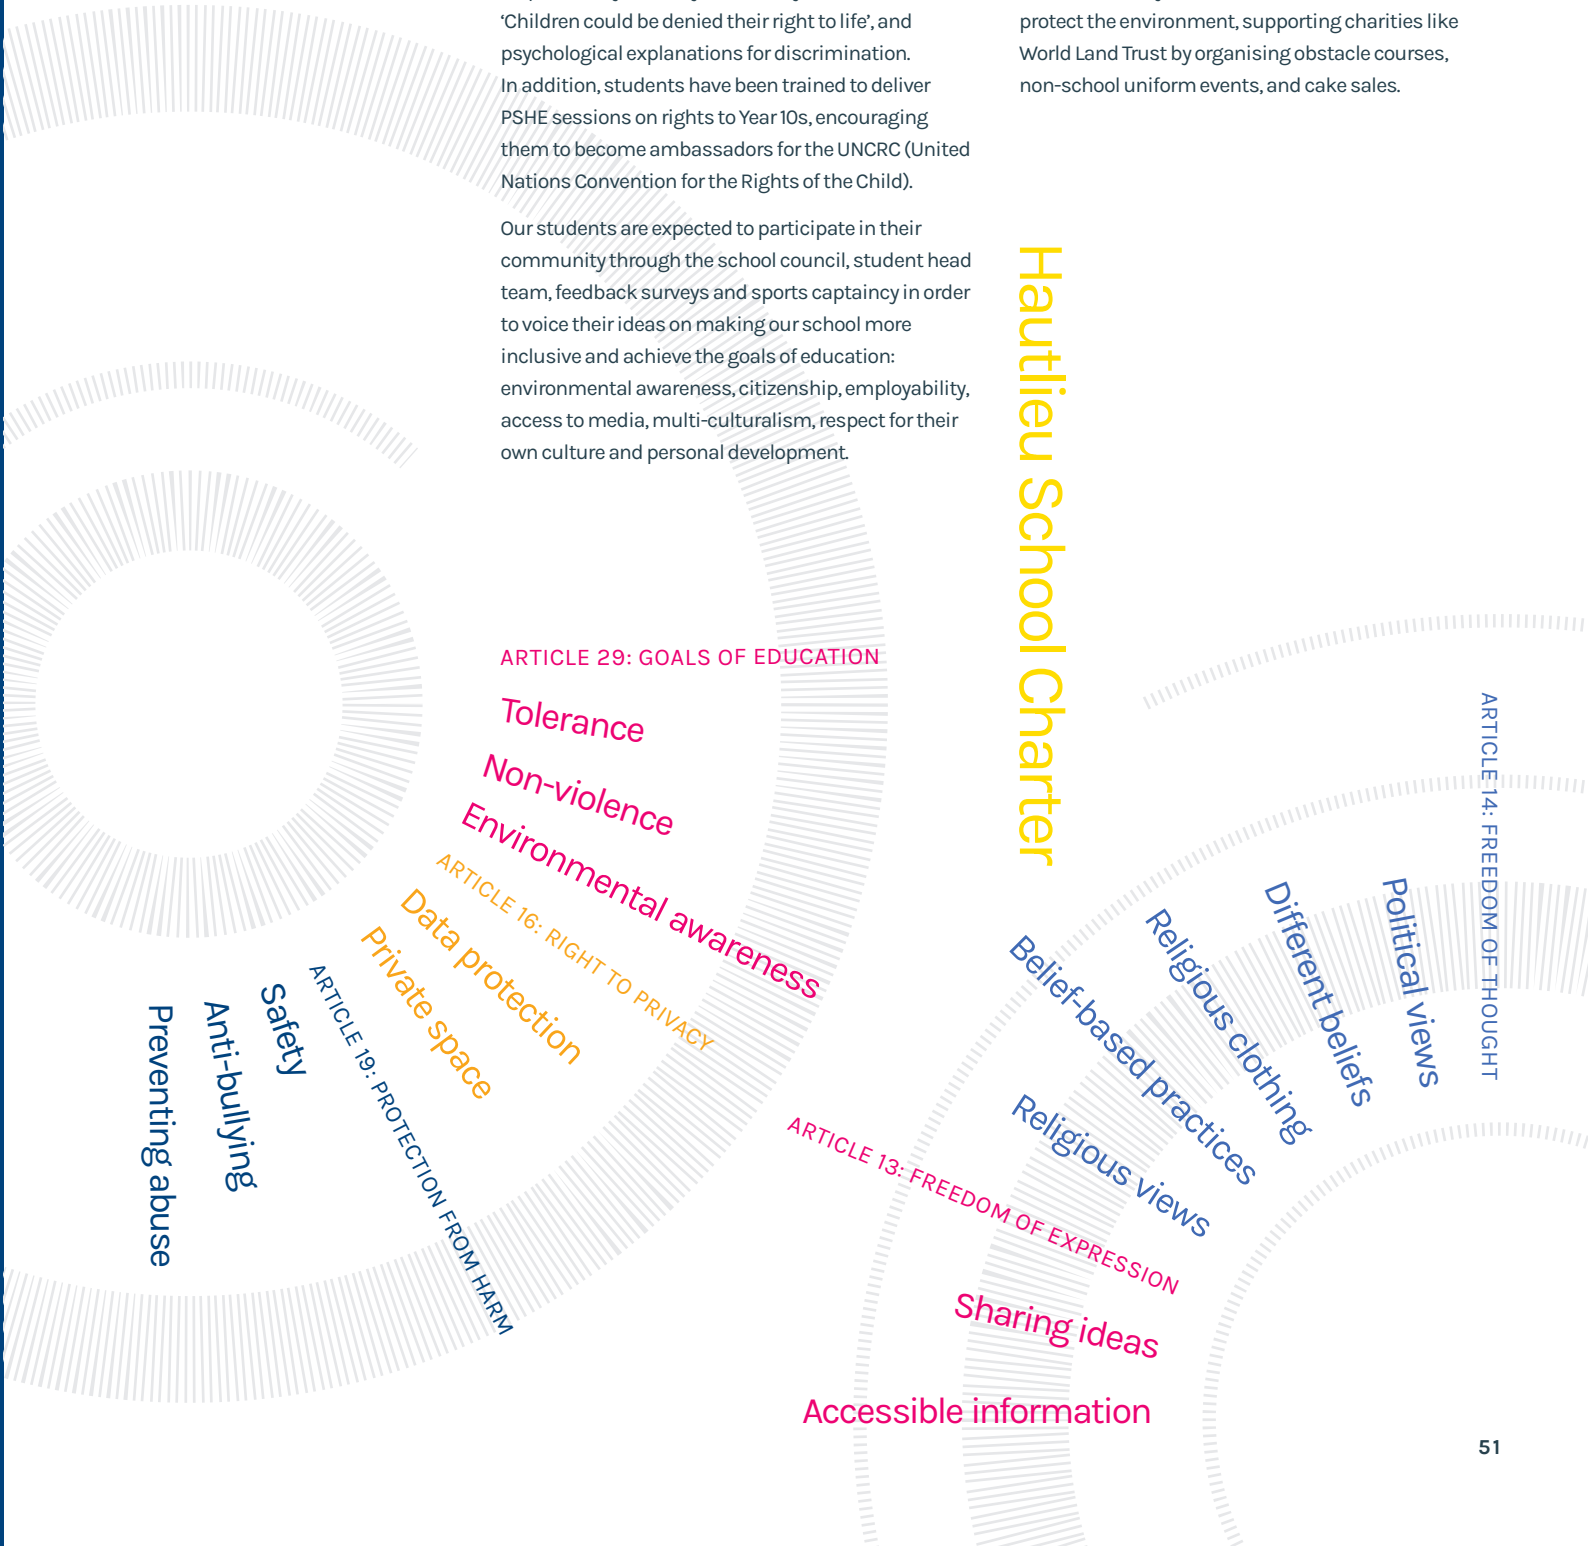 ‘Children could be denied their right to life’, and
psychological explanations for discrimination.
In addition, students have been trained to deliver
PSHE sessions on rights to Year 10s, encouraging
them to become ambassadors for the UNCRC (United
Nations Convention for the Rights of the Child).
Our students are expected to participate in their
community through the school council, student head
team, feedback surveys and sports captaincy in order
to voice their ideas on making our school more
inclusive and achieve the goals of education:
environmental awareness, citizenship, employability,
access to media, multi-culturalism, respect for their
own culture and personal development.
protect the environment, supporting charities like
World Land Trust by organising obstacle courses,
non-school uniform events, and cake sales.
Hautlieu School Charter
ARTICLE 29: GOALS OF EDUCATION
Tolerance
Non-violence
Environmental awareness
ARTICLE 16: RIGHT TO PRIVACY
Data protection
Private space
ARTICLE 19: PROTECTION FROM HARM
Safety
Anti-bullying
Preventing abuse
ARTICLE 14: FREEDOM OF THOUGHT
Political views
Different beliefs
Religious clothing
Belief-based practices
Religious views
ARTICLE 13: FREEDOM OF EXPRESSION
Sharing ideas
Accessible information
51